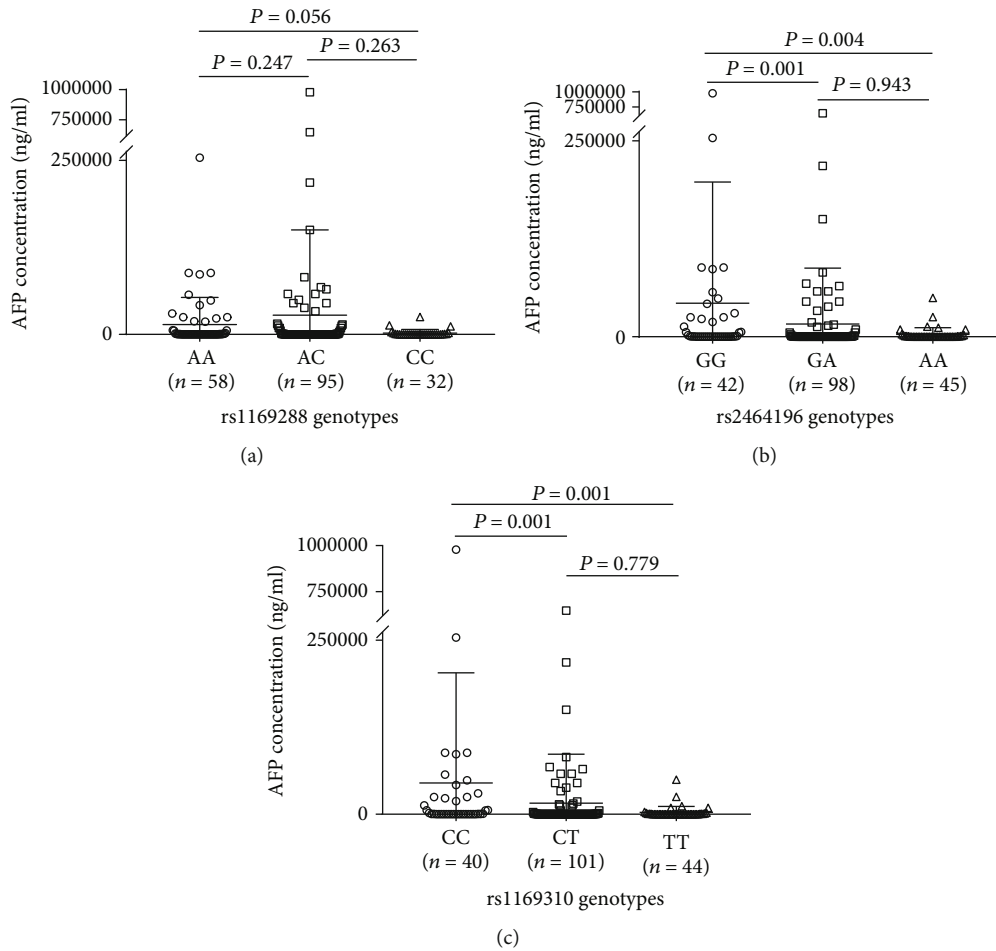 P = 0.056
P = 0.263
P = 0.247
1000000
750000
250000
0
AFP concentration (ng/ml)
AA
AC
CC
(n = 58)
(n = 95)
(n = 32)
rs1169288 genotypes
(a)
P = 0.004
P = 0.001
P = 0.943
1000000
750000
250000
0
AFP concentration (ng/ml)
GG
GA
AA
(n = 42)
(n = 98)
(n = 45)
rs2464196 genotypes
(b)
P = 0.001
P = 0.001
P = 0.779
1000000
750000
250000
0
AFP concentration (ng/ml)
CC
CT
TT
(n = 40)
(n = 101)
(n = 44)
rs1169310 genotypes
(c)